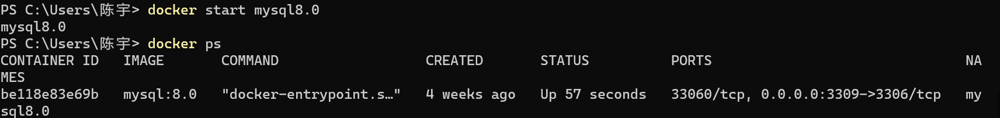 PS C:\Users\陈宇> docker start mysql8.0
mysql8.0
PS C:\Users\陈宇> docker ps
CONTAINER ID   IMAGE       COMMAND                  CREATED       STATUS          PORTS                               NA
MES
be118e83e69b   mysql:8.0   "docker-entrypoint.s…"   4 weeks ago   Up 57 seconds   33060/tcp, 0.0.0.0:3309->3306/tcp   my
sql8.0